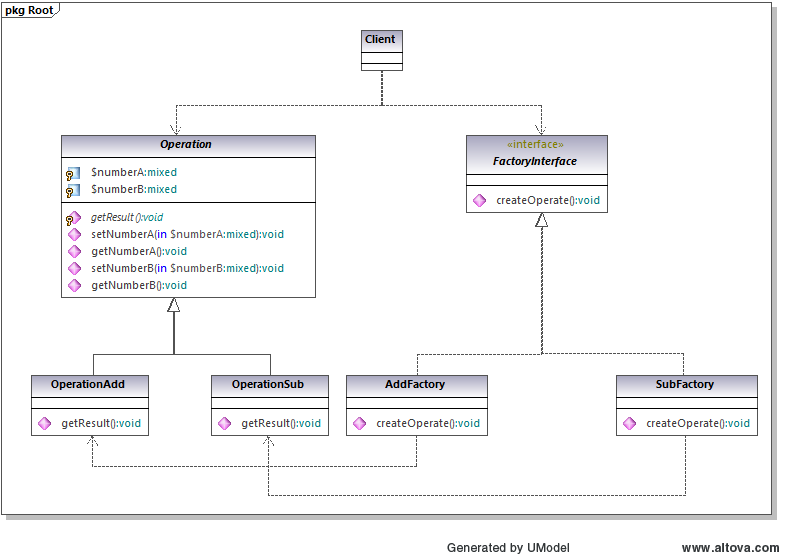 pkg Root
Client
Operation
$numberA:mixed
$numberB:mixed
getResult():void
setNumberA(in $numberA:mixed):void
getNumberA():void
setNumberB(in $numberB:mixed):void
getNumberB():void
«interface»
FactoryInterface
createOperate():void
OperationAdd
getResult():void
OperationSub
getResult():void
AddFactory
createOperate():void
SubFactory
createOperate():void
Generated by UModel
www.altova.com